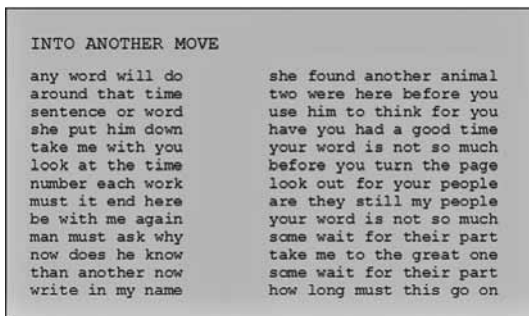 INTO ANOTHER MOVE
any word will do
around that time
sentence or word
she put him down
take me with you
look at the time
number each work
must it end here
be with me again
man must ask why
now does he know
than another now
write in my name
she found another animal
two were here before you
use him to think for you
have you had a good time
your word is not so much
before you turn the page
look out for your people
are they still my people
your word is not so much
some wait for their part
take me to the great one
some wait for their part
how long must this go on